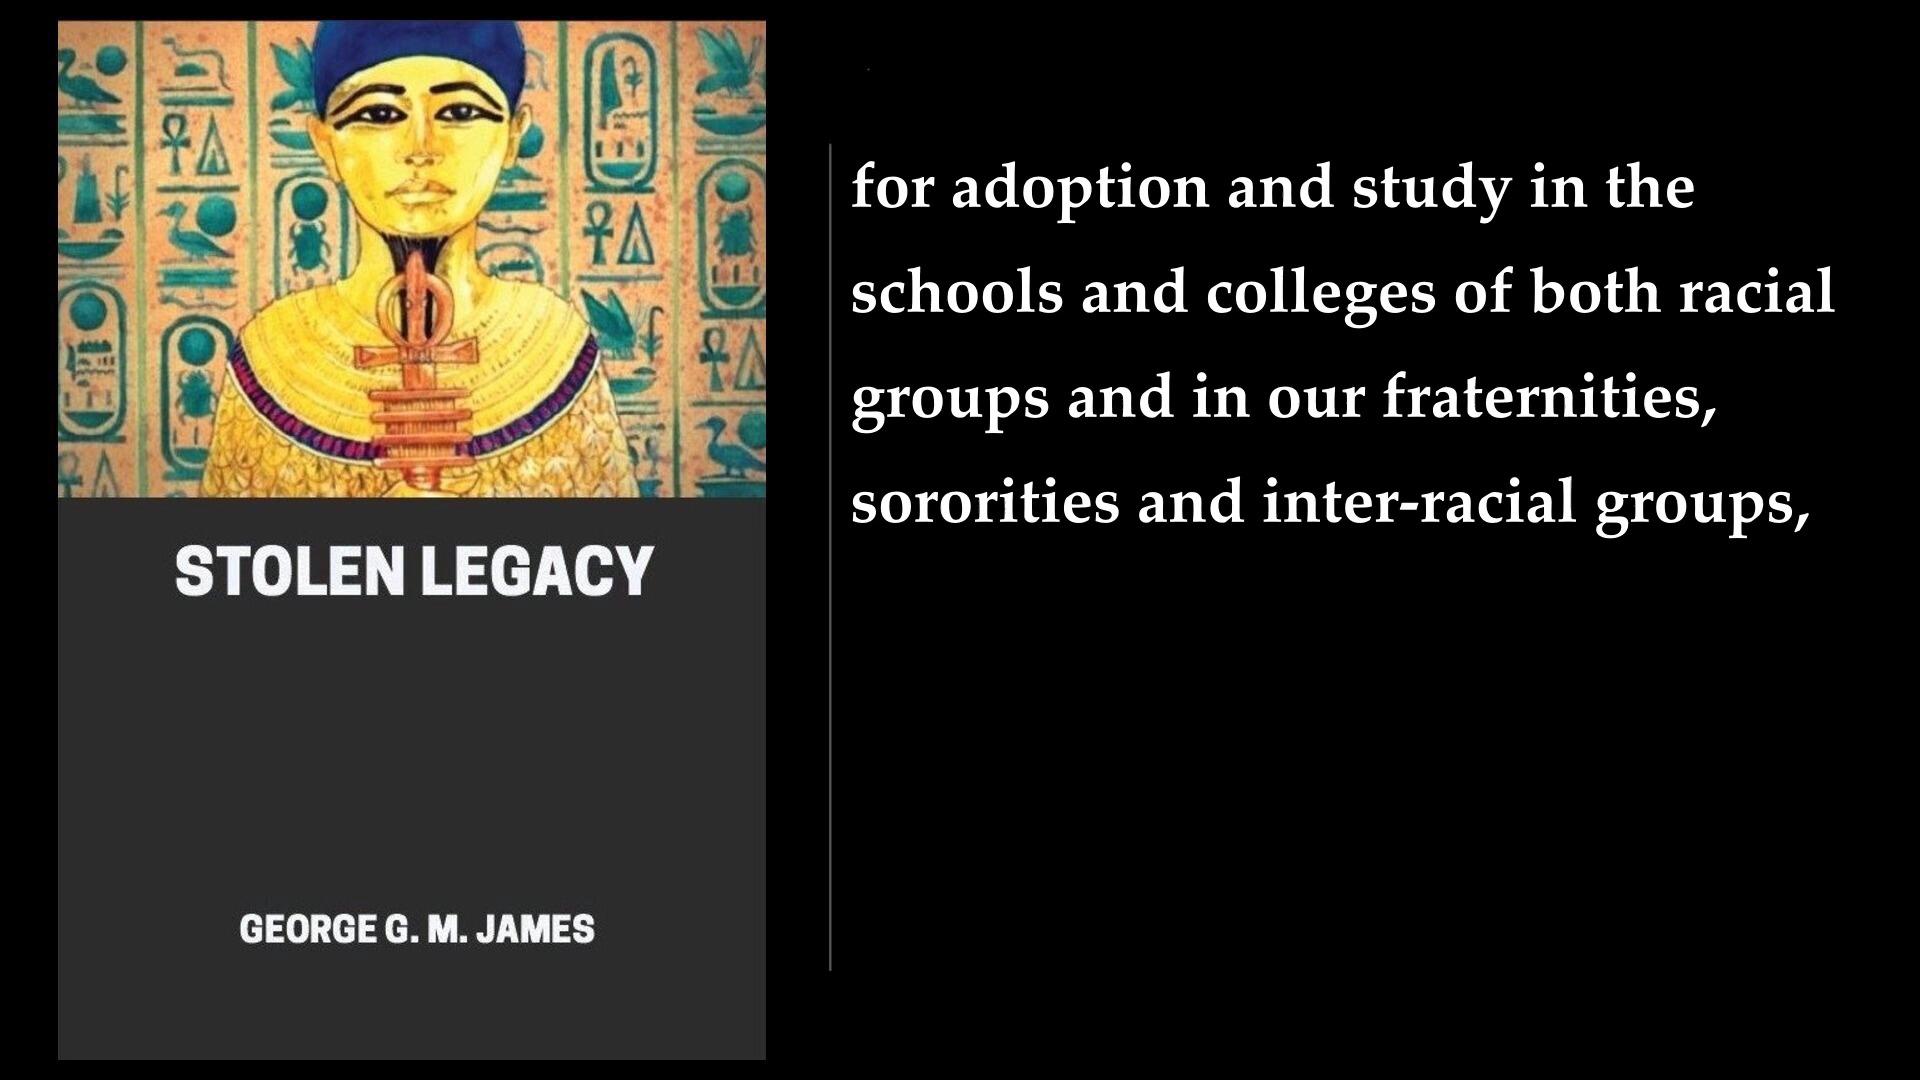 STOLEN LEGACY
GEORGE G. M. JAMES
for adoption and study in the
schools and colleges of both racial
groups and in our fraternities,
sororities and inter-racial groups,